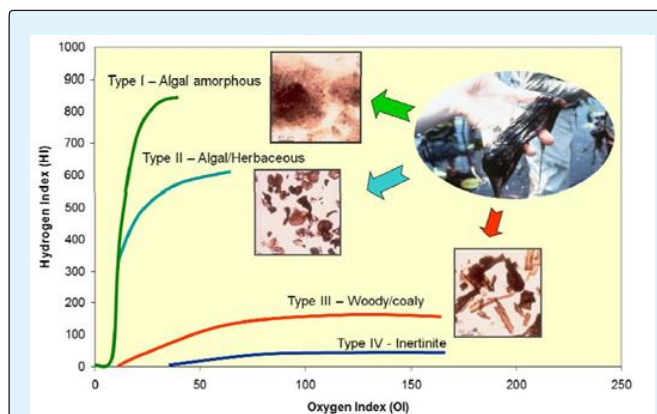 1000
900
800
700
600
500
400
300
200
100
0
Hydrogen Index (HI)
Type I – Algal amorphous
Type II – Algal/Herbaceous
Type III – Woody/coaly
Type IV - Inertinite
0 50 100 150 200 250
Oxygen Index (OI)